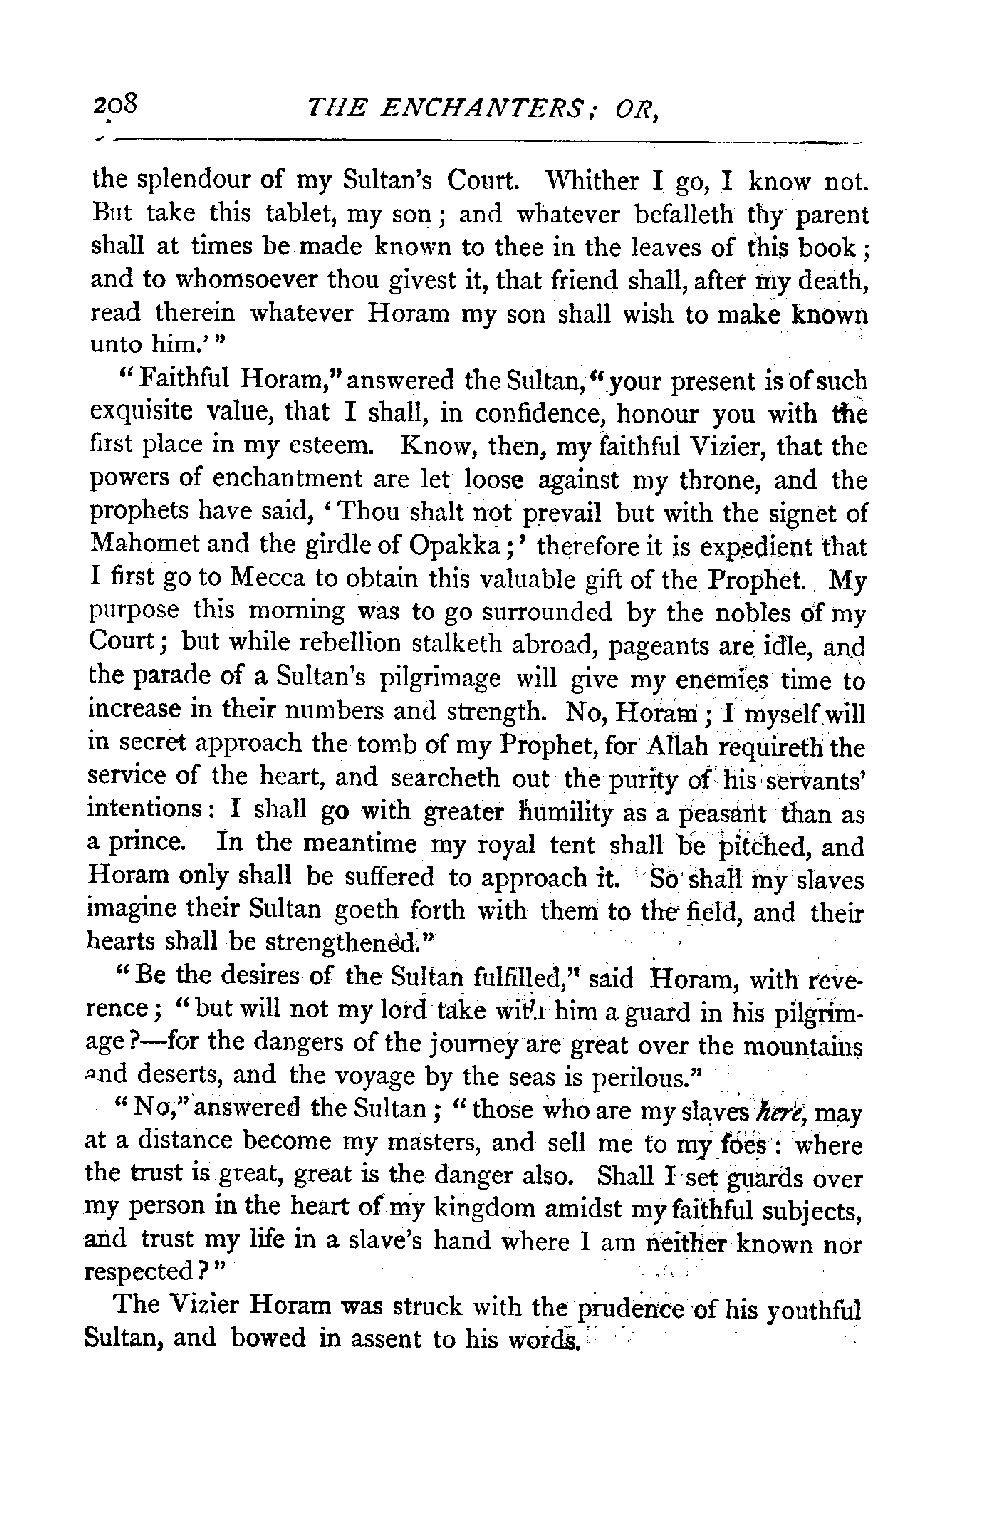 208 THE ENCHANTERS; OR,
the splendour of my Sultan's Court. Whither I go, I know not.
But take this tablet, my son; and whatever befalleth thy parent
shall at times be made known to thee in the leaves of this book;
and to whomsoever thou givest it, that friend shall, after my death,
read therein whatever Horam my son shall wish to make known
unto him.'"
"Faithful Horam," answered the Sultan, "your present is of such
exquisite value, that I shall, in confidence, honour you with the
first place in my esteem. Know, then, my faithful Vizier, that the
powers of enchantment are let loose against my throne, and the
prophets have said, 'Thou shalt not prevail but with the signet of
Mahomet and the girdle of Opakka;' therefore it is expedient that
I first go to Mecca to obtain this valuable gift of the Prophet. My
purpose this morning was to go surrounded by the nobles of my
Court; but while rebellion stalketh abroad, pageants are idle, and
the parade of a Sultan's pilgrimage will give my enemies time to
increase in their numbers and strength. No, Horam; I myself will
in secret approach the tomb of my Prophet, for Allah requireth the
service of the heart, and searcheth out the purity of his servants'
intentions: I shall go with greater humility as a peasant than as
a prince. In the meantime my royal tent shall be pitched, and
Horam only shall be suffered to approach it. So shall my slaves
imagine their Sultan goeth forth with them to the field, and their
hearts shall be strengthened."
"Be the desires of the Sultan fulfilled," said Horam, with reve-
rence; "but will not my lord take with him a guard in his pilgrim-
age?—for the dangers of the journey are great over the mountains
and deserts, and the voyage by the seas is perilous."
"No," answered the Sultan; "those who are my slaves here, may
at a distance become my masters, and sell me to my foes: where
the trust is great, great is the danger also. Shall I set guards over
my person in the heart of my kingdom amidst my faithful subjects,
and trust my life in a slave's hand where I am neither known nor
respected?"
The Vizier Horam was struck with the prudence of his youthful
Sultan, and bowed in assent to his words.